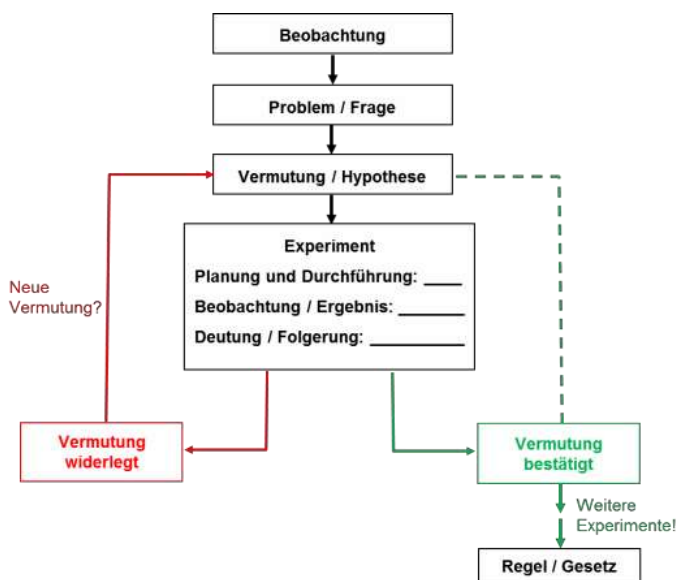 Beobachtung
Problem / Frage
Vermutung / Hypothese
Experiment
Planung und Durchführung: ____
Beobachtung / Ergebnis: _______
Deutung / Folgerung: __________
Neue
Vermutung?
Vermutung
widerlegt
Vermutung
bestätigt
Weitere
Experimente!
Regel / Gesetz